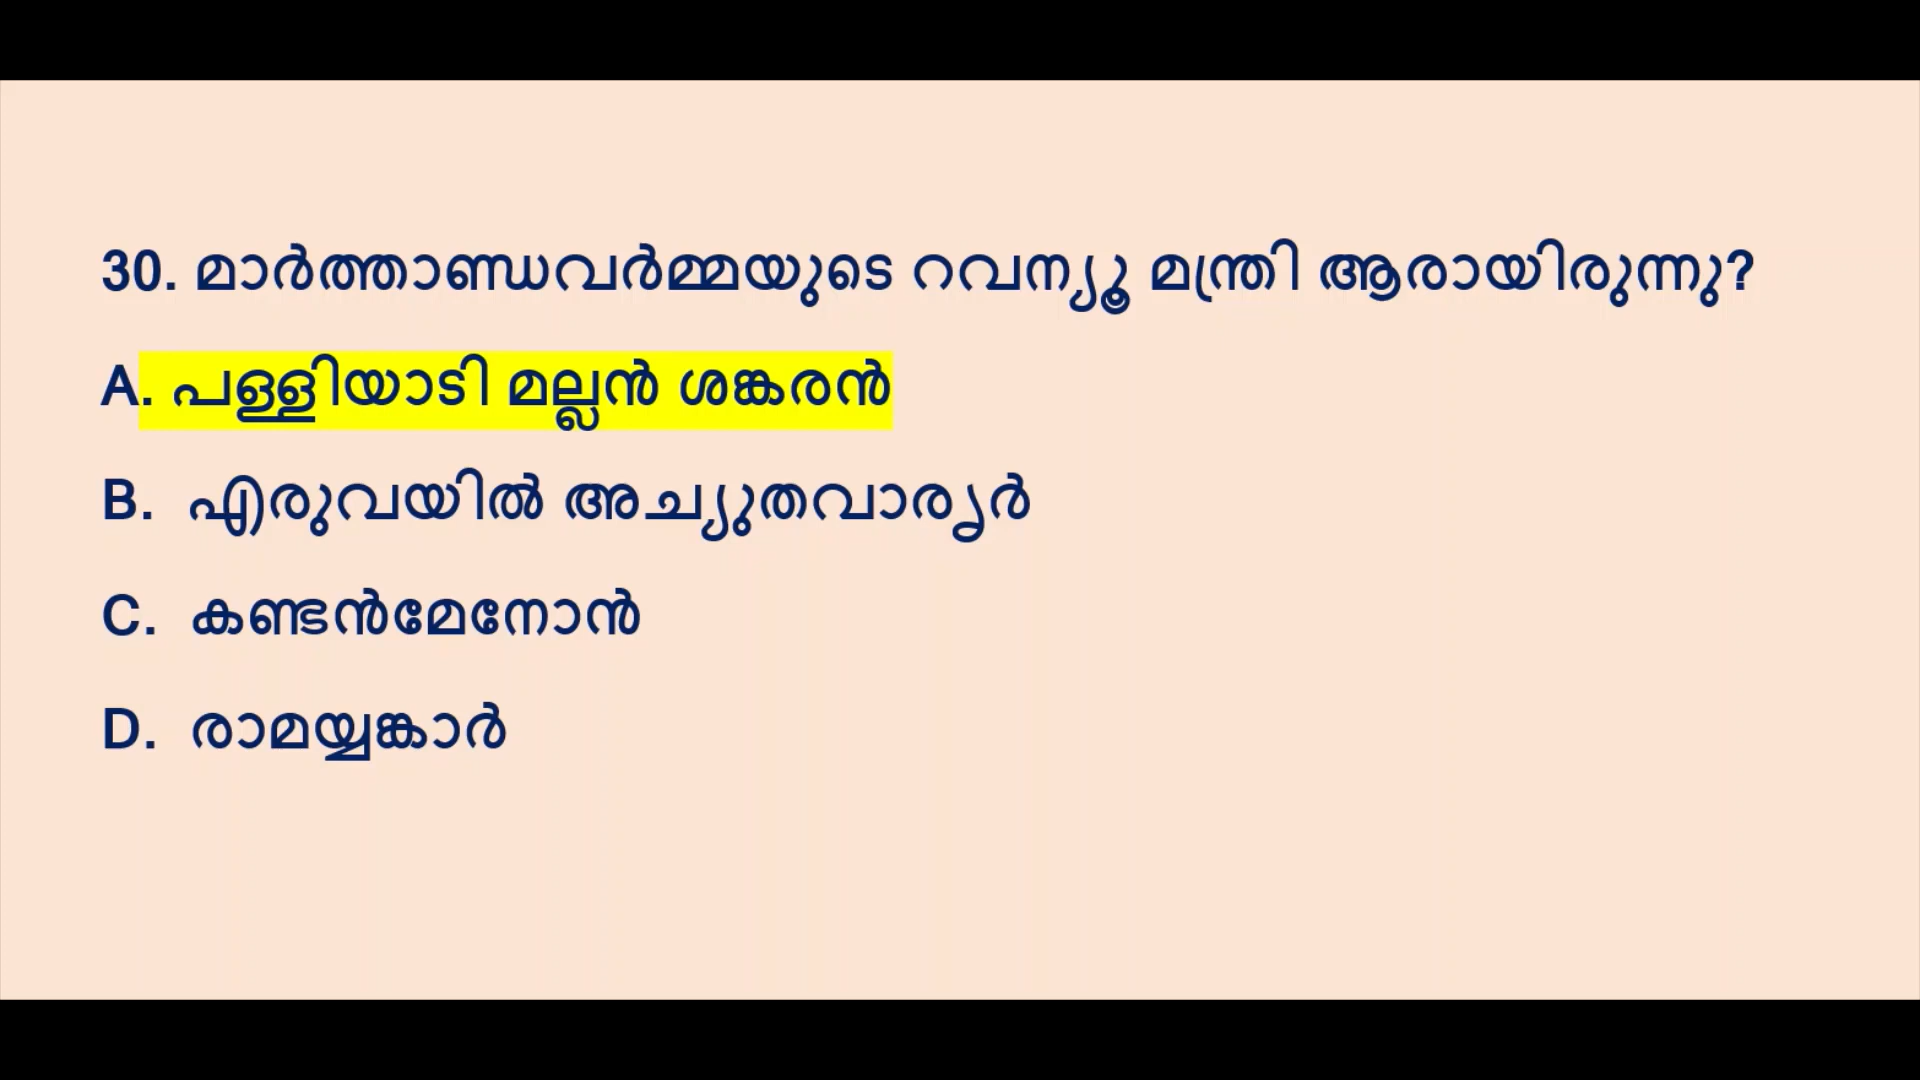 30. മാർത്താണ്ഡവർമ്മയുടെ റവന്യൂ മന്ത്രി ആരായിരുന്നു?
A. പള്ളിയാടി മല്ലൻ ശങ്കരൻ
B. എരുവയിൽ അച്യുതവാരൃർ
C. കണ്ടൻമേനോൻ
D. രാമയ്യങ്കാർ